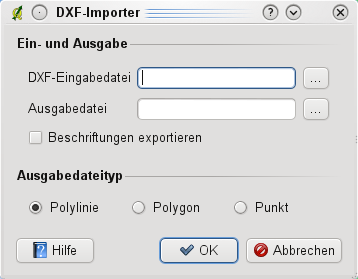 DXF-Importer
Ein- und Ausgabe
DXF-Eingabedatei ...
Ausgabedatei ...
Beschriftungen exportieren
Ausgabedateityp
Polylinie Polygon Punkt
Hilfe OK Abbrechen